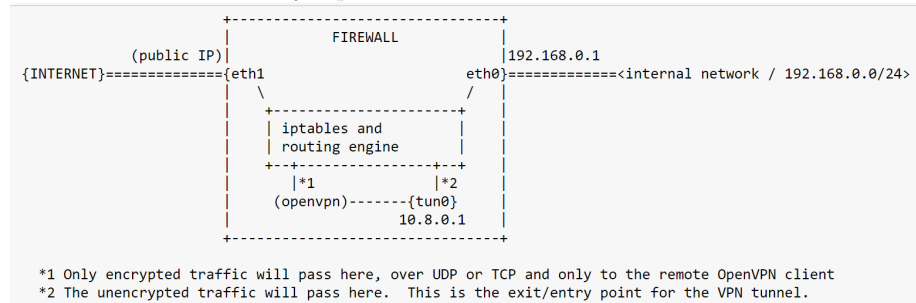 FIREWALL
(public IP) 192.168.0.1
{INTERNET}=============={eth1 eth0}=============<internal network / 192.168.0.0/24>
iptables and
routing engine
*1 *2
(openvpn)-------{tun0}
10.8.0.1
*1 Only encrypted traffic will pass here, over UDP or TCP and only to the remote OpenVPN client
*2 The unencrypted traffic will pass here. This is the exit/entry point for the VPN tunnel.